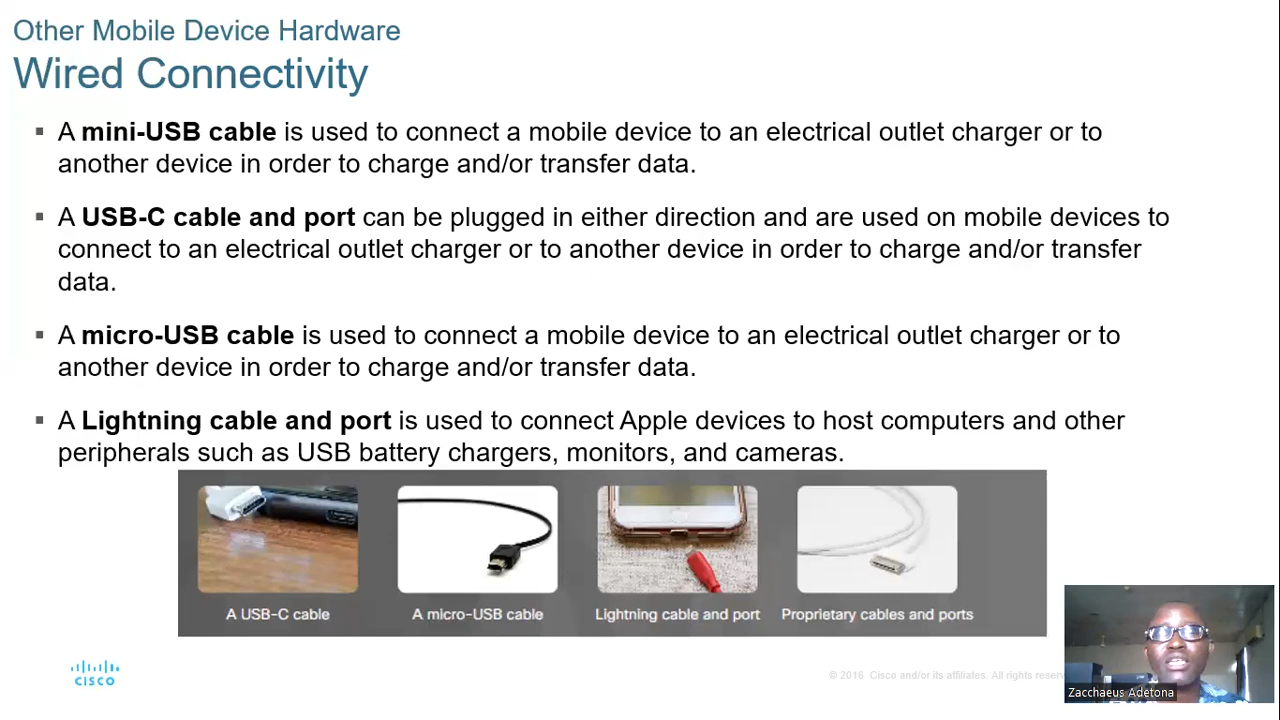 Other Mobile Device Hardware
Wired Connectivity
▪ A mini-USB cable is used to connect a mobile device to an electrical outlet charger or to
another device in order to charge and/or transfer data.
▪ A USB-C cable and port can be plugged in either direction and are used on mobile devices to
connect to an electrical outlet charger or to another device in order to charge and/or transfer
data.
▪ A micro-USB cable is used to connect a mobile device to an electrical outlet charger or to
another device in order to charge and/or transfer data.
▪ A Lightning cable and port is used to connect Apple devices to host computers and other
peripherals such as USB battery chargers, monitors, and cameras.
A USB-C cable
A micro-USB cable
Lightning cable and port
Proprietary cables and ports
CISCO
© 2016 Cisco and/or its affiliates. All rights
Zacchaeus Adetona